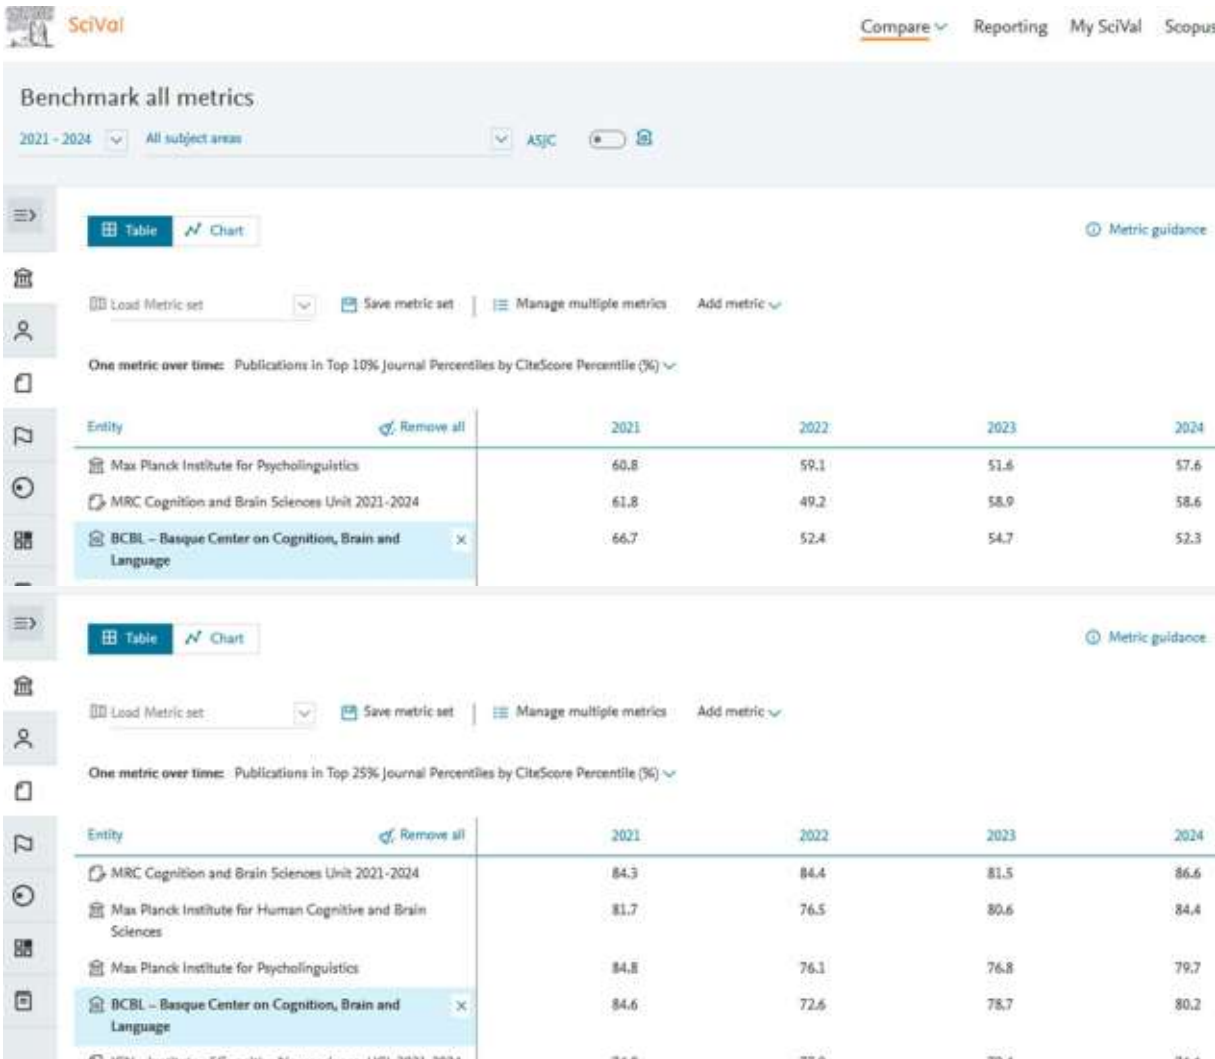 SciVal
Compare Reporting My SciVal Scopus
Benchmark all metrics
2021 - 2024 All subject areas ASJC
Table Chart Metric guidance
Load Metric set Save metric set Manage multiple metrics Add metric
One metric over time: Publications in Top 10% Journal Percentiles by CiteScore Percentile (%)
Entity Remove all 2021 2022 2023 2024
Max Planck Institute for Psycholinguistics 60.8 59.1 51.6 57.6
MRC Cognition and Brain Sciences Unit 2021-2024 61.8 49.2 58.9 58.6
BCBL – Basque Center on Cognition, Brain and 66.7 52.4 54.7 52.3
Language
Table Chart Metric guidance
Load Metric set Save metric set Manage multiple metrics Add metric
One metric over time: Publications in Top 25% Journal Percentiles by CiteScore Percentile (%)
Entity Remove all 2021 2022 2023 2024
MRC Cognition and Brain Sciences Unit 2021-2024 84.3 84.4 81.5 86.6
Max Planck Institute for Human Cognitive and Brain 81.7 76.5 80.6 84.4
Sciences
Max Planck Institute for Psycholinguistics 84.8 76.1 76.8 79.7
BCBL – Basque Center on Cognition, Brain and 84.6 72.6 78.7 80.2
Language